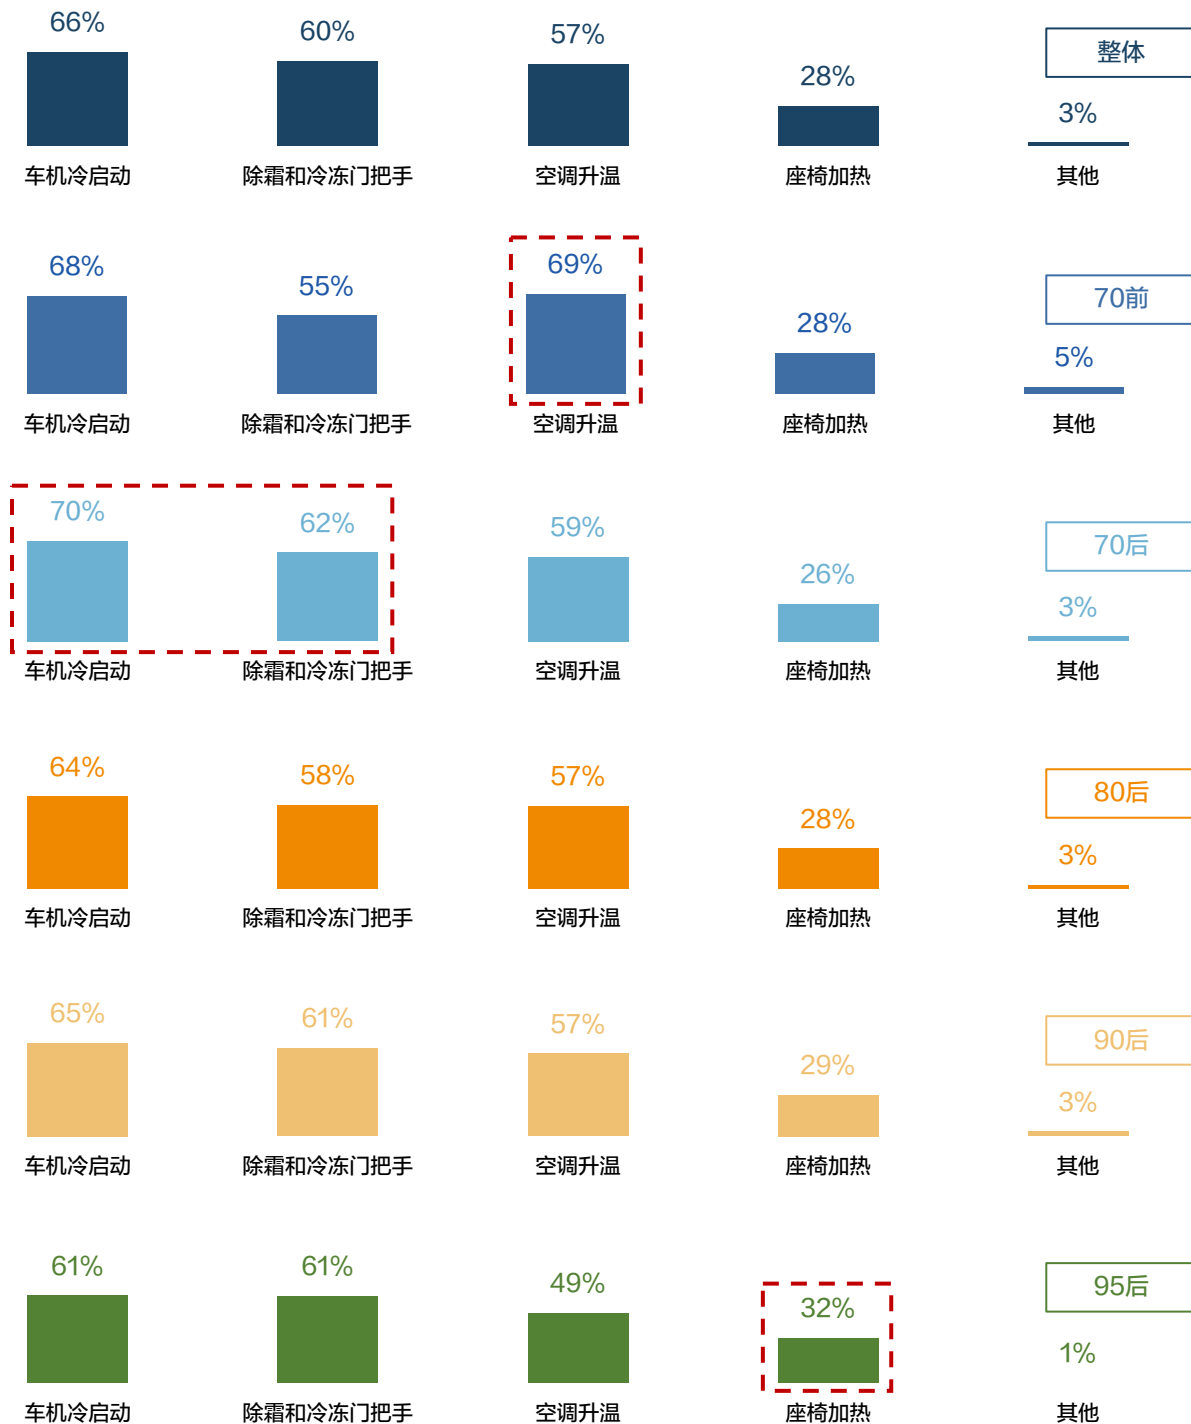 66% 60% 57% 28% 3% 整体
车机冷启动 除霜和冷冻门把手 空调升温 座椅加热 其他
68% 55% 69% 28% 5% 70前
车机冷启动 除霜和冷冻门把手 空调升温 座椅加热 其他
70% 62% 59% 26% 3% 70后
车机冷启动 除霜和冷冻门把手 空调升温 座椅加热 其他
64% 58% 57% 28% 3% 80后
车机冷启动 除霜和冷冻门把手 空调升温 座椅加热 其他
65% 61% 57% 29% 3% 90后
车机冷启动 除霜和冷冻门把手 空调升温 座椅加热 其他
61% 61% 49% 32% 1% 95后
车机冷启动 除霜和冷冻门把手 空调升温 座椅加热 其他